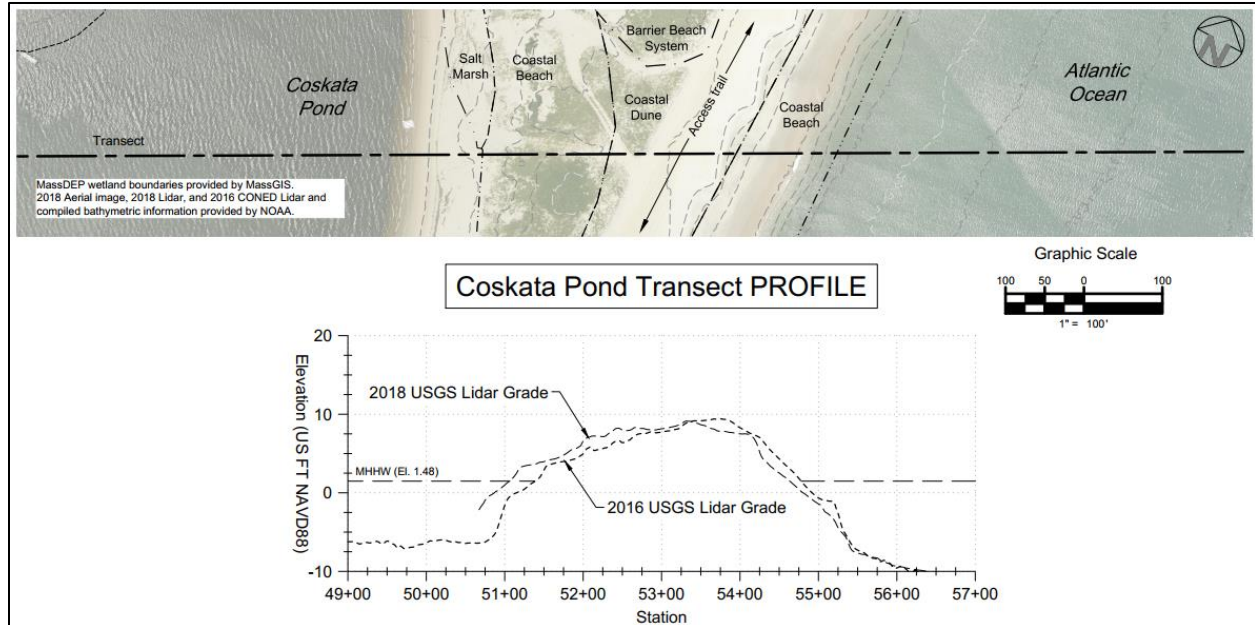 Coskata
Pond
Salt
Marsh
Coastal
Beach
Barrier Beach
System
Coastal
Dune
Access trail
Coastal
Beach
Atlantic
Ocean
N
Transect
MassDEP wetland boundaries provided by MassGIS.
2018 Aerial image, 2018 Lidar, and 2016 CONED Lidar and
compiled bathymetric information provided by NOAA.
Graphic Scale
100 50 0 100
1"= 100'
Coskata Pond Transect PROFILE
Elevation (US FT NAVD88)
20
10
0
-10
2018 USGS Lidar Grade
MHHW (El. 1.48)
2016 USGS Lidar Grade
49+00 50+00 51+00 52+00 53+00 54+00 55+00 56+00 57+00
Station